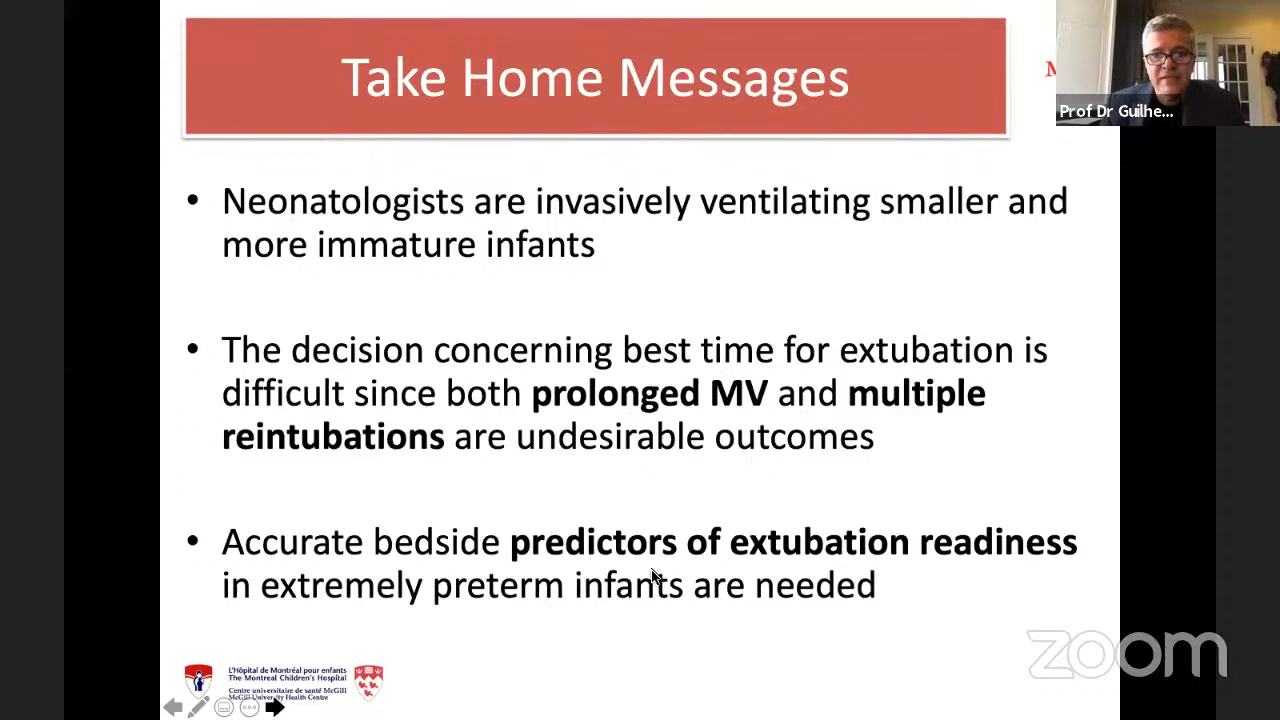 Take Home Messages
M
Prof Dr Guilhe...
• Neonatologists are invasively ventilating smaller and
more immature infants
• The decision concerning best time for extubation is
difficult since both prolonged MV and multiple
reintubations are undesirable outcomes
• Accurate bedside predictors of extubation readiness
in extremely preterm infants are needed
zoom
L'Hôpital de Montréal pour enfants
The Montreal Children's Hospital
Centre universitaire de santé McGill
McGill University Health Centre